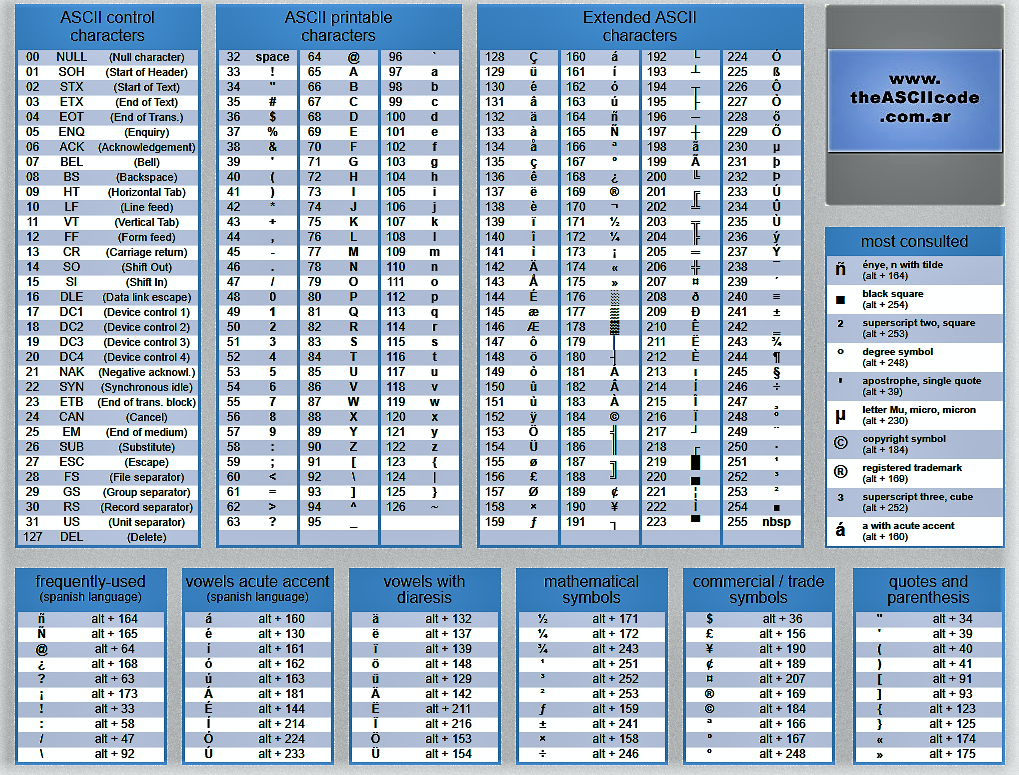 ASCII control
characters
00 NULL (Null character)
01 SOH (Start of Header)
02 STX (Start of Text)
03 ETX (End of Text)
04 EOT (End of Trans.)
05 ENQ (Enquiry)
06 ACK (Acknowledgement)
07 BEL (Bell)
08 BS (Backspace)
09 HT (Horizontal Tab)
10 LF (Line feed)
11 VT (Vertical Tab)
12 FF (Form feed)
13 CR (Carriage return)
14 SO (Shift Out)
15 SI (Shift In)
16 DLE (Data link escape)
17 DC1 (Device control 1)
18 DC2 (Device control 2)
19 DC3 (Device control 3)
20 DC4 (Device control 4)
21 NAK (Negative acknowl.)
22 SYN (Synchronous idle)
23 ETB (End of trans. block)
24 CAN (Cancel)
25 EM (End of medium)
26 SUB (Substitute)
27 ESC (Escape)
28 FS (File separator)
29 GS (Group separator)
30 RS (Record separator)
31 US (Unit separator)
127 DEL (Delete)
ASCII printable
characters
32 space 64 @ 96 `
33 ! 65 A 97 a
34 " 66 B 98 b
35 # 67 C 99 c
36 $ 68 D 100 d
37 % 69 E 101 e
38 & 70 F 102 f
39 ' 71 G 103 g
40 ( 72 H 104 h
41 ) 73 I 105 i
42 * 74 J 106 j
43 + 75 K 107 k
44 , 76 L 108 l
45 - 77 M 109 m
46 . 78 N 110 n
47 / 79 O 111 o
48 0 80 P 112 p
49 1 81 Q 113 q
50 2 82 R 114 r
51 3 83 S 115 s
52 4 84 T 116 t
53 5 85 U 117 u
54 6 86 V 118 v
55 7 87 W 119 w
56 8 88 X 120 x
57 9 89 Y 121 y
58 : 90 Z 122 z
59 ; 91 [ 123 {
60 < 92 \ 124 |
61 = 93 ] 125 }
62 > 94 ^ 126 ~
63 ? 95 _
Extended ASCII
characters
128 Ç 160 á 192 └ 224 Ó
129 ü 161 í 193 ┴ 225 ß
130 é 162 ó 194 ┬ 226 Ô
131 â 163 ú 195 ├ 227 Ò
132 ä 164 ñ 196 ─ 228 õ
133 à 165 Ñ 197 ┼ 229 Õ
134 å 166 ª 198 ã 230 µ
135 ç 167 º 199 Ã 231 þ
136 ê 168 ¿ 200 ╚ 232 Þ
137 ë 169 ® 201 ╔ 233 Ú
138 è 170 ¬ 202 ╩ 234 Û
139 ï 171 ½ 203 ╦ 235 Ù
140 î 172 ¼ 204 ╠ 236 ý
141 ì 173 ¡ 205 ═ 237 Ý
142 Ä 174 « 206 ╬ 238 ¯
143 Å 175 » 207 ¤ 239 ´
144 É 176 ░ 208 ð 240 ≡
145 æ 177 ▒ 209 Ð 241 ±
146 Æ 178 ▓ 210 Ê 242 ‗
147 ô 179 │ 211 Ë 243 ¾
148 ö 180 ┤ 212 È 244 ¶
149 ò 181 Á 213 ı 245 §
150 û 182 Â 214 Í 246 ÷
151 ù 183 À 215 Î 247 ¸
152 ÿ 184 © 216 Ï 248 °
153 Ö 185 ╣ 217 ┘ 249 ¨
154 Ü 186 ║ 218 ┌ 250 ·
155 ø 187 ╗ 219 █ 251 ¹
156 £ 188 ╝ 220 ▄ 252 ³
157 Ø 189 ¢ 221 ¦ 253 ²
158 × 190 ¥ 222 Ì 254 ■
159 ƒ 191 ┐ 223 ▀ 255 nbsp
www.
theASCIIcode
.com.ar
most consulted
ñ énye, n with tilde
(alt + 164)
■ black square
(alt + 254)
² superscript two, square
(alt + 253)
° degree symbol
(alt + 248)
' apostrophe, single quote
(alt + 39)
µ letter Mu, micro, micron
(alt + 230)
© copyright symbol
(alt + 184)
® registered trademark
(alt + 169)
³ superscript three, cube
(alt + 252)
á a with acute accent
(alt + 160)
frequently-used
(spanish language)
ñ alt + 164
Ñ alt + 165
@ alt + 64
¿ alt + 168
? alt + 63
¡ alt + 173
! alt + 33
: alt + 58
/ alt + 47
\ alt + 92
vowels acute accent
(spanish language)
á alt + 160
é alt + 130
í alt + 161
ó alt + 162
ú alt + 163
Á alt + 181
É alt + 144
Í alt + 214
Ó alt + 224
Ú alt + 233
vowels with
diaresis
ä alt + 132
ë alt + 137
ï alt + 139
ö alt + 148
ü alt + 129
Ä alt + 142
Ë alt + 211
Ï alt + 216
Ö alt + 153
Ü alt + 154
mathematical
symbols
½ alt + 171
¼ alt + 172
¾ alt + 243
¹ alt + 251
³ alt + 252
² alt + 253
ƒ alt + 159
± alt + 241
× alt + 158
÷ alt + 246
commercial / trade
symbols
$ alt + 36
£ alt + 156
¥ alt + 190
¢ alt + 189
¤ alt + 207
® alt + 169
© alt + 184
ª alt + 166
º alt + 167
° alt + 248
quotes and
parenthesis
" alt + 34
' alt + 39
( alt + 40
) alt + 41
[ alt + 91
] alt + 93
{ alt + 123
} alt + 125
« alt + 174
» alt + 175